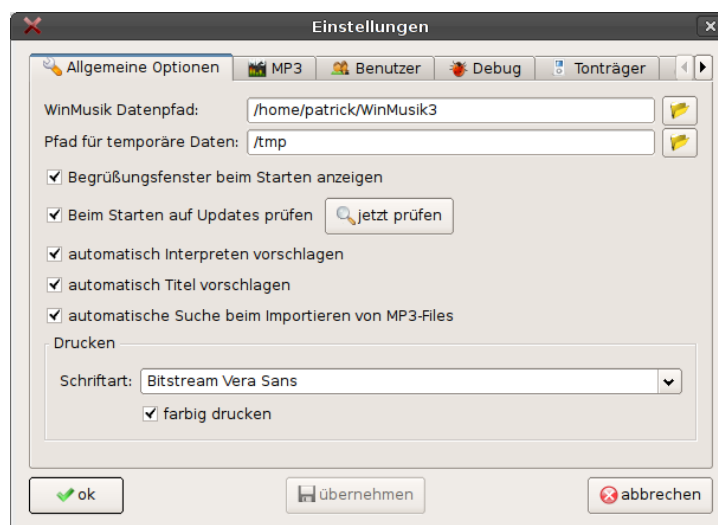 Einstellungen
Allgemeine Optionen MP3 Benutzer Debug Tonträger
WinMusik Datenpfad: /home/patrick/WinMusik3
Pfad für temporäre Daten: /tmp
Begrüßungsfenster beim Starten anzeigen
Beim Starten auf Updates prüfen jetzt prüfen
automatisch Interpreten vorschlagen
automatisch Titel vorschlagen
automatische Suche beim Importieren von MP3-Files
Drucken
Schriftart: Bitstream Vera Sans
farbig drucken
ok übernehmen abbrechen